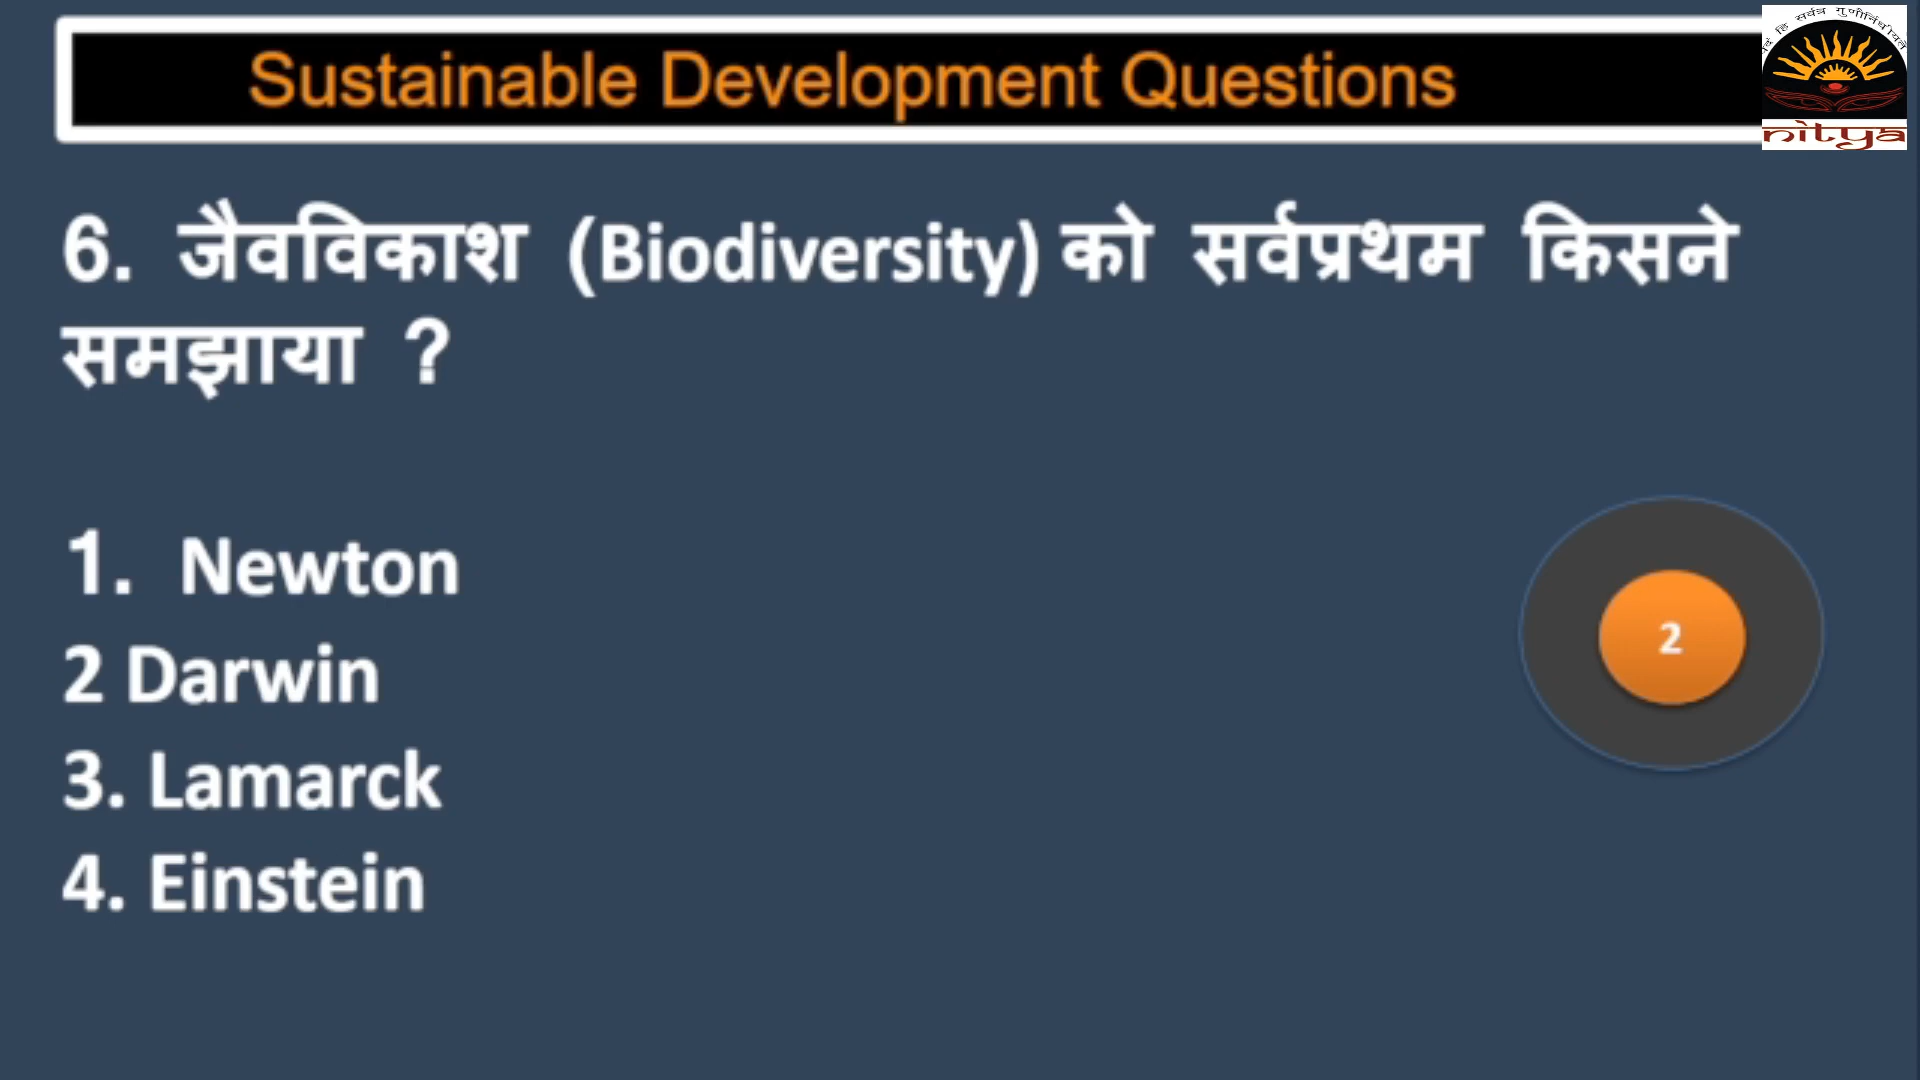 Sustainable Development Questions
nitya
6. जैवविकाश (Biodiversity) को सर्वप्रथम किसने
समझाया ?
1. Newton
2 Darwin
3. Lamarck
4. Einstein
2